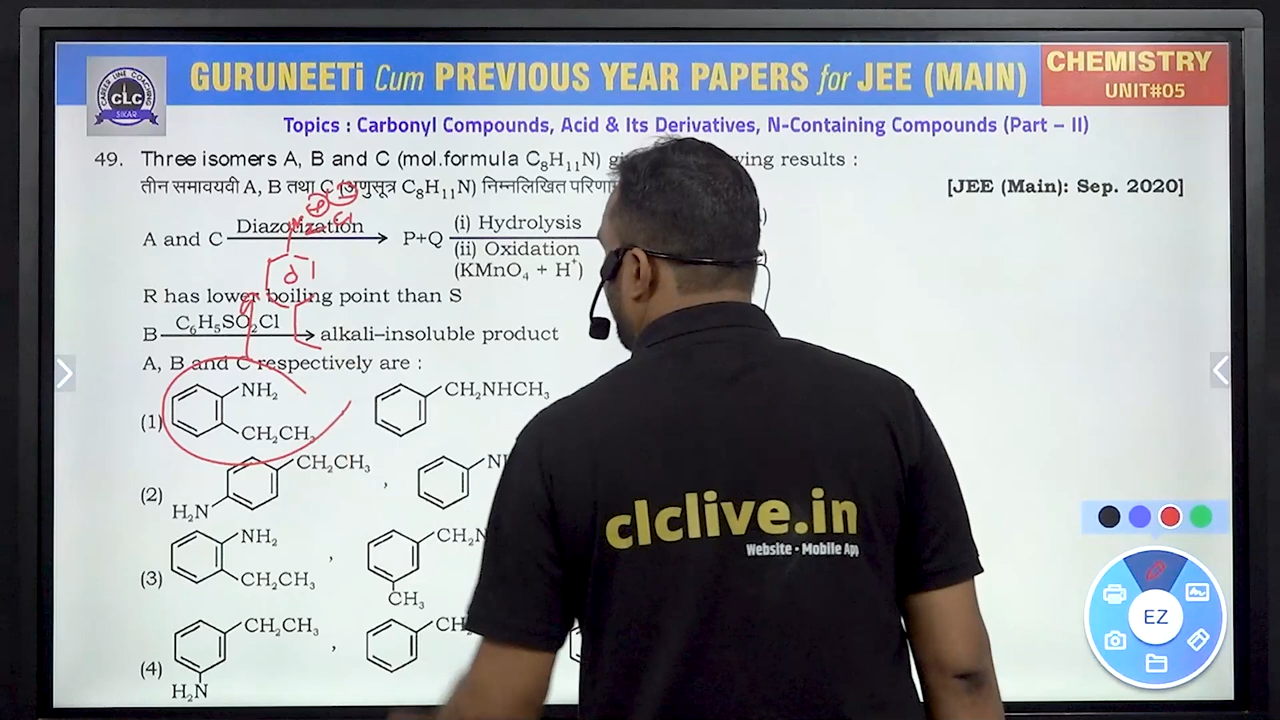 GURUNEETi Cum PREVIOUS YEAR PAPERS for JEE (MAIN)
CHEMISTRY
UNIT#05
CAREER LINE COACHING
CLC
SIKAR
Topics : Carbonyl Compounds, Acid & Its Derivatives, N-Containing Compounds (Part – II)
49. Three isomers A, B and C (mol.formula C₈H₁₁N) results :
तीन समावयवी A, B तथा C (अणुसूत्र C₈H₁₁N) निम्नलिखित
[JEE (Main): Sep. 2020]
A and C Diazotization P+Q (i) Hydrolysis
(ii) Oxidation
(KMnO₄ + H⁺)
R has lower boiling point than S
B C₆H₅SO₂Cl alkali–insoluble product
A, B and C respectively are :
(1) NH₂ CH₂CH₃ CH₂NHCH₃
(2) CH₂CH₃ H₂N ,
(3) NH₂ CH₂CH₃ , CH₃
(4) CH₂CH₃ H₂N ,
clclive.in
Website • Mobile App
EZ